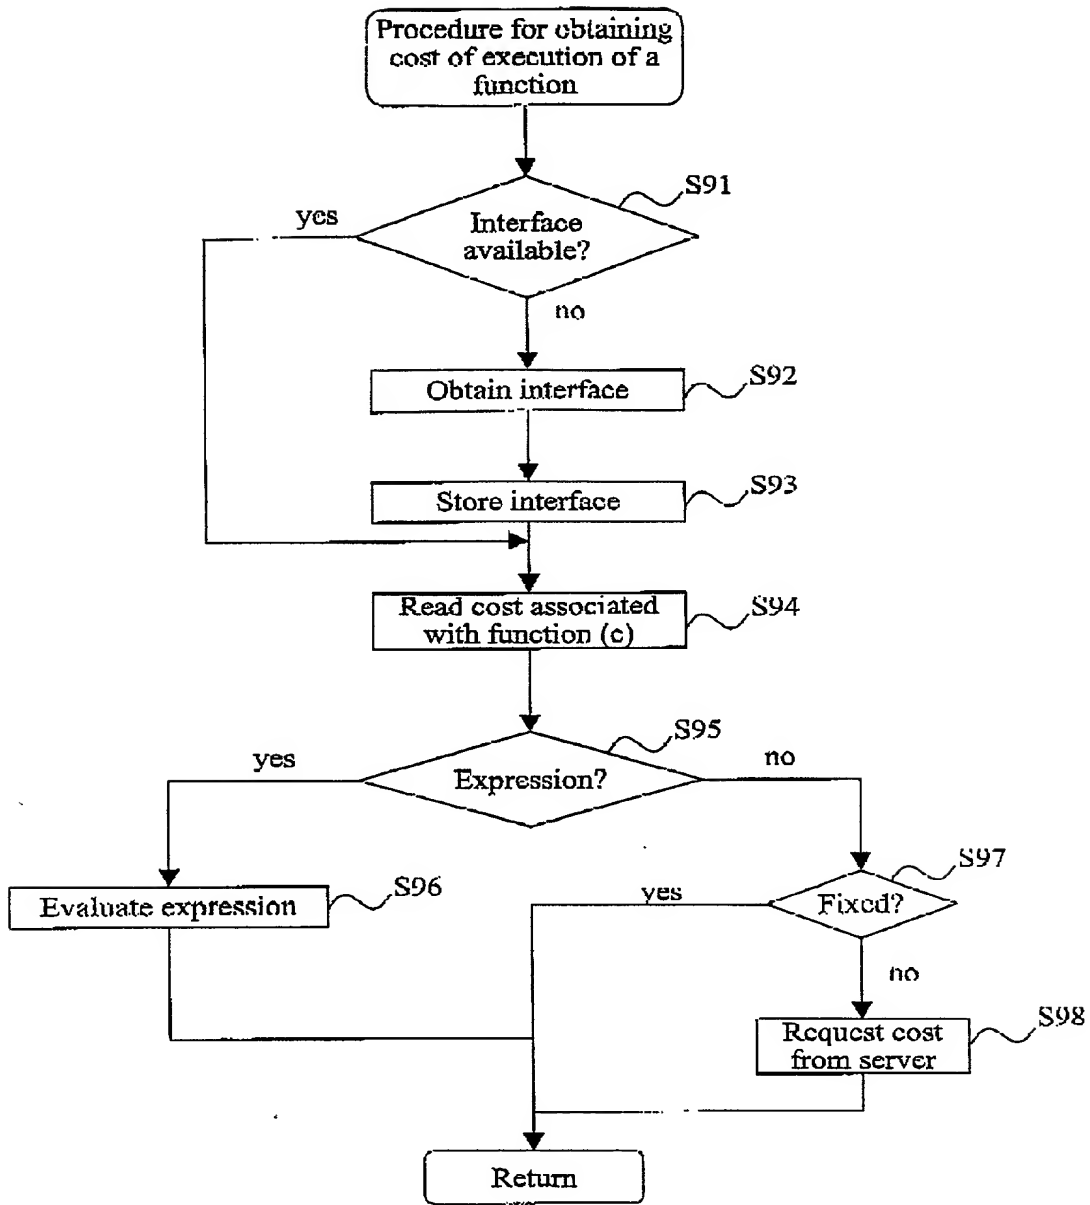 Procedure for obtaining
cost of execution of a
function
S91
yes
Interface
available?
no
S92
Obtain interface
S93
Store interface
S94
Read cost associated
with function (c)
S95
yes
no
Expression?
S97
S96
yes
Fixed?
Evaluate expression
no
S98
Request cost
from server
Return